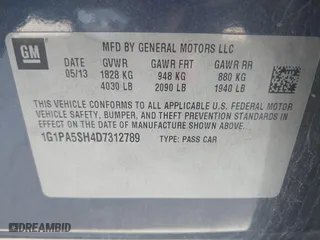 GM
MFD BY GENERAL MOTORS LLC
DATE GVWR GAWR FRT GAWR RR
05/13 1828 KG 948 KG 880 KG
4030 LB 2090 LB 1940 LB
THIS VEHICLE CONFORMS TO ALL APPLICABLE U.S. FEDERAL MOTOR
VEHICLE SAFETY, BUMPER, AND THEFT PREVENTION STANDARDS
IN EFFECT ON THE DATE OF MANUFACTURE SHOWN ABOVE.
1G1PA5SH4D7312789 TYPE: PASS CAR
DREAMBID